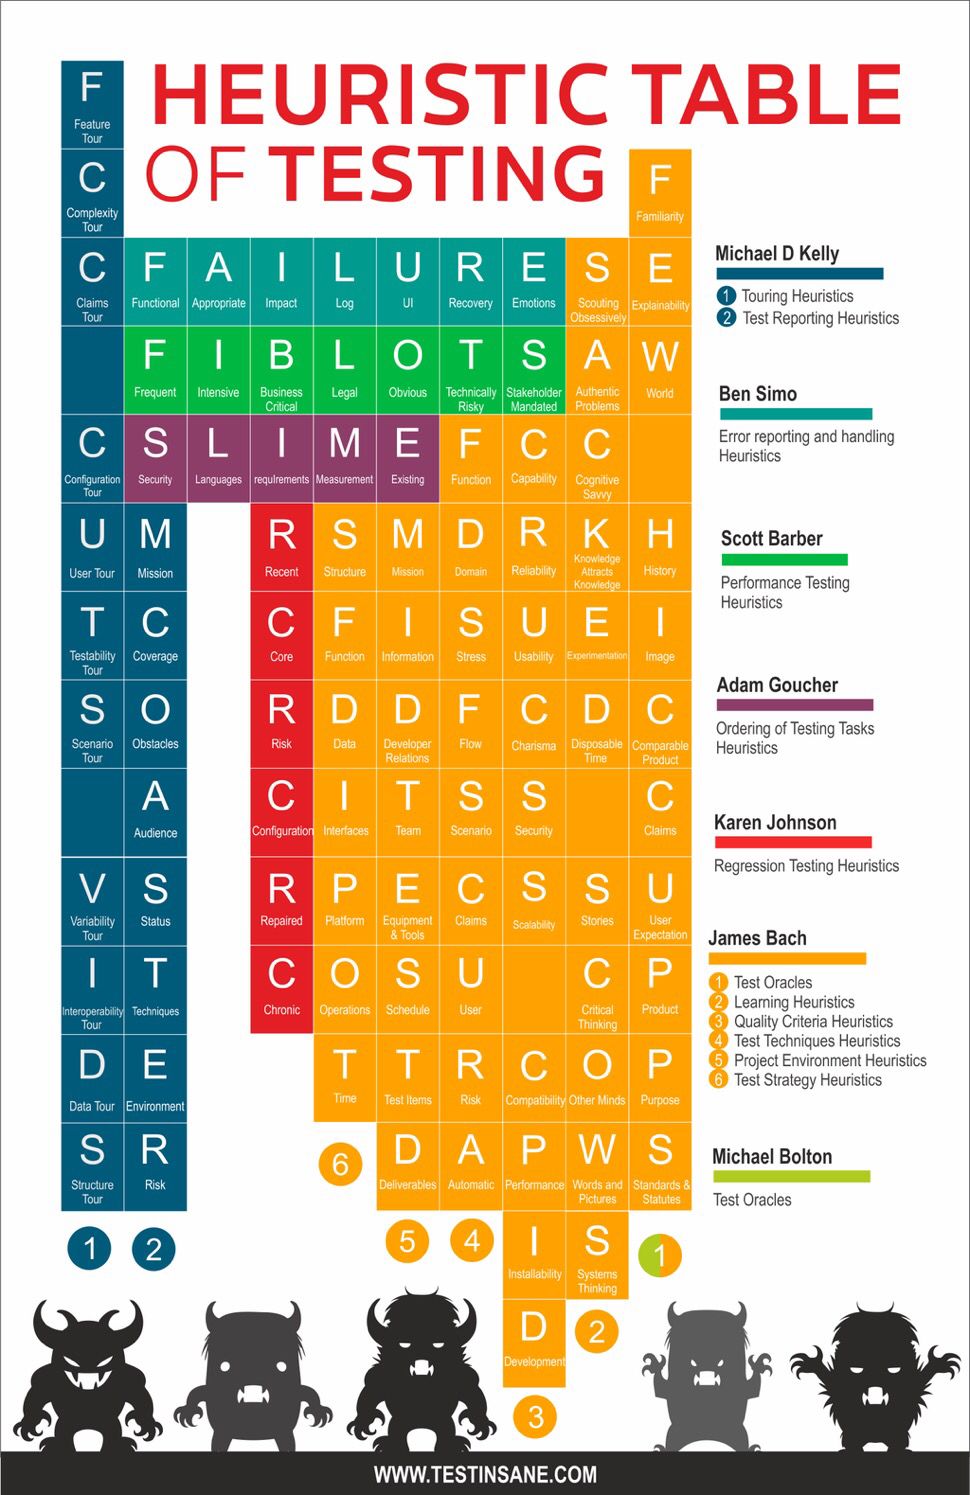 HEURISTIC TABLE
OF TESTING
F
Feature
Tour
C
Complexity
Tour
F
Familiarity
C
Claims
Tour
F
Functional
A
Appropriate
I
Impact
L
Log
U
UI
R
Recovery
E
Emotions
S
Scouting
Obsessively
E
Explainability
F
Frequent
I
Intensive
B
Business
Critical
L
Legal
O
Obvious
T
Technically
Risky
S
Stakeholder
Mandated
A
Authentic
Problems
W
World
C
Configuration
Tour
S
Security
L
Languages
I
requIrements
M
Measurement
E
Existing
F
Function
C
Capability
C
Cognitive
Savvy
U
User Tour
M
Mission
R
Recent
S
Structure
M
Mission
D
Domain
R
Reliability
K
Knowledge
Attracts
Knowledge
H
History
T
Testability
Tour
C
Coverage
C
Core
F
Function
I
Information
S
Stress
U
Usability
E
Experimentation
I
Image
S
Scenario
Tour
O
Obstacles
R
Risk
D
Data
D
Developer
Relations
F
Flow
C
Charisma
D
Disposable
Time
C
Comparable
Product
A
Audience
C
Configuration
I
Interfaces
T
Team
S
Scenario
S
Security
C
Claims
V
Variability
Tour
S
Status
R
Repaired
P
Platform
E
Equipment
& Tools
C
Claims
S
Scalability
S
Stories
U
User
Expectation
I
Interoperability
Tour
T
Techniques
C
Chronic
O
Operations
S
Schedule
U
User
C
Critical
Thinking
P
Product
D
Data Tour
E
Environment
T
Time
T
Test Items
R
Risk
C
Compatibility
O
Other Minds
P
Purpose
S
Structure
Tour
R
Risk
6
D
Deliverables
A
Automatic
P
Performance
W
Words and
Pictures
S
Standards &
Statutes
1
2
5
4
I
Installability
S
Systems
Thinking
1
D
Development
2
3
Michael D Kelly
1 Touring Heuristics
2 Test Reporting Heuristics
Ben Simo
Error reporting and handling
Heuristics
Scott Barber
Performance Testing
Heuristics
Adam Goucher
Ordering of Testing Tasks
Heuristics
Karen Johnson
Regression Testing Heuristics
James Bach
1 Test Oracles
2 Learning Heuristics
3 Quality Criteria Heuristics
4 Test Techniques Heuristics
5 Project Environment Heuristics
6 Test Strategy Heuristics
Michael Bolton
Test Oracles
WWW.TESTINSANE.COM